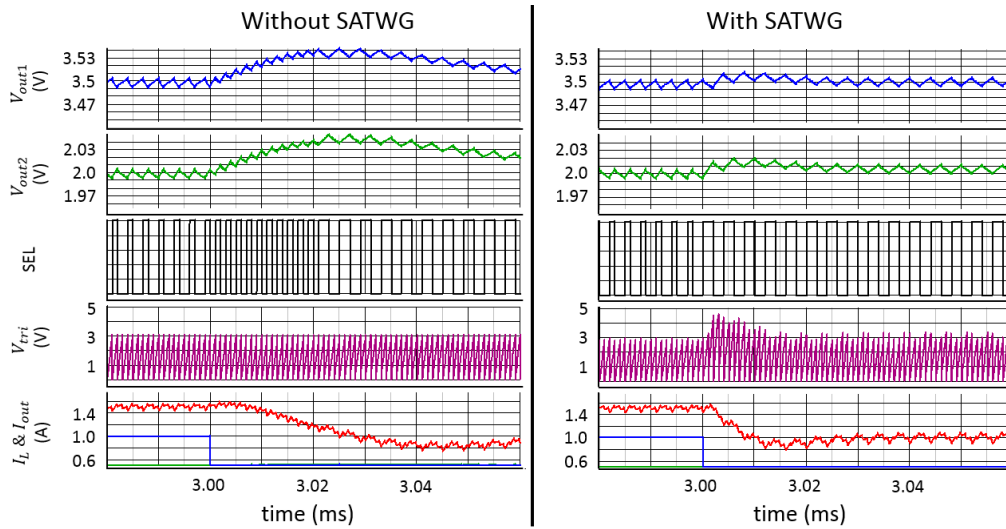 Without SATWG
With SATWG
Vout1 (V)
3.53
3.5
3.47
3.53
3.5
3.47
Vout2 (V)
2.03
2.0
1.97
2.03
2.0
1.97
SEL
Vtri (V)
5
3
1
5
3
1
IL & Iout (A)
1.4
1.0
0.6
1.4
1.0
0.6
3.00 3.02 3.04
3.00 3.02 3.04
time (ms)
time (ms)